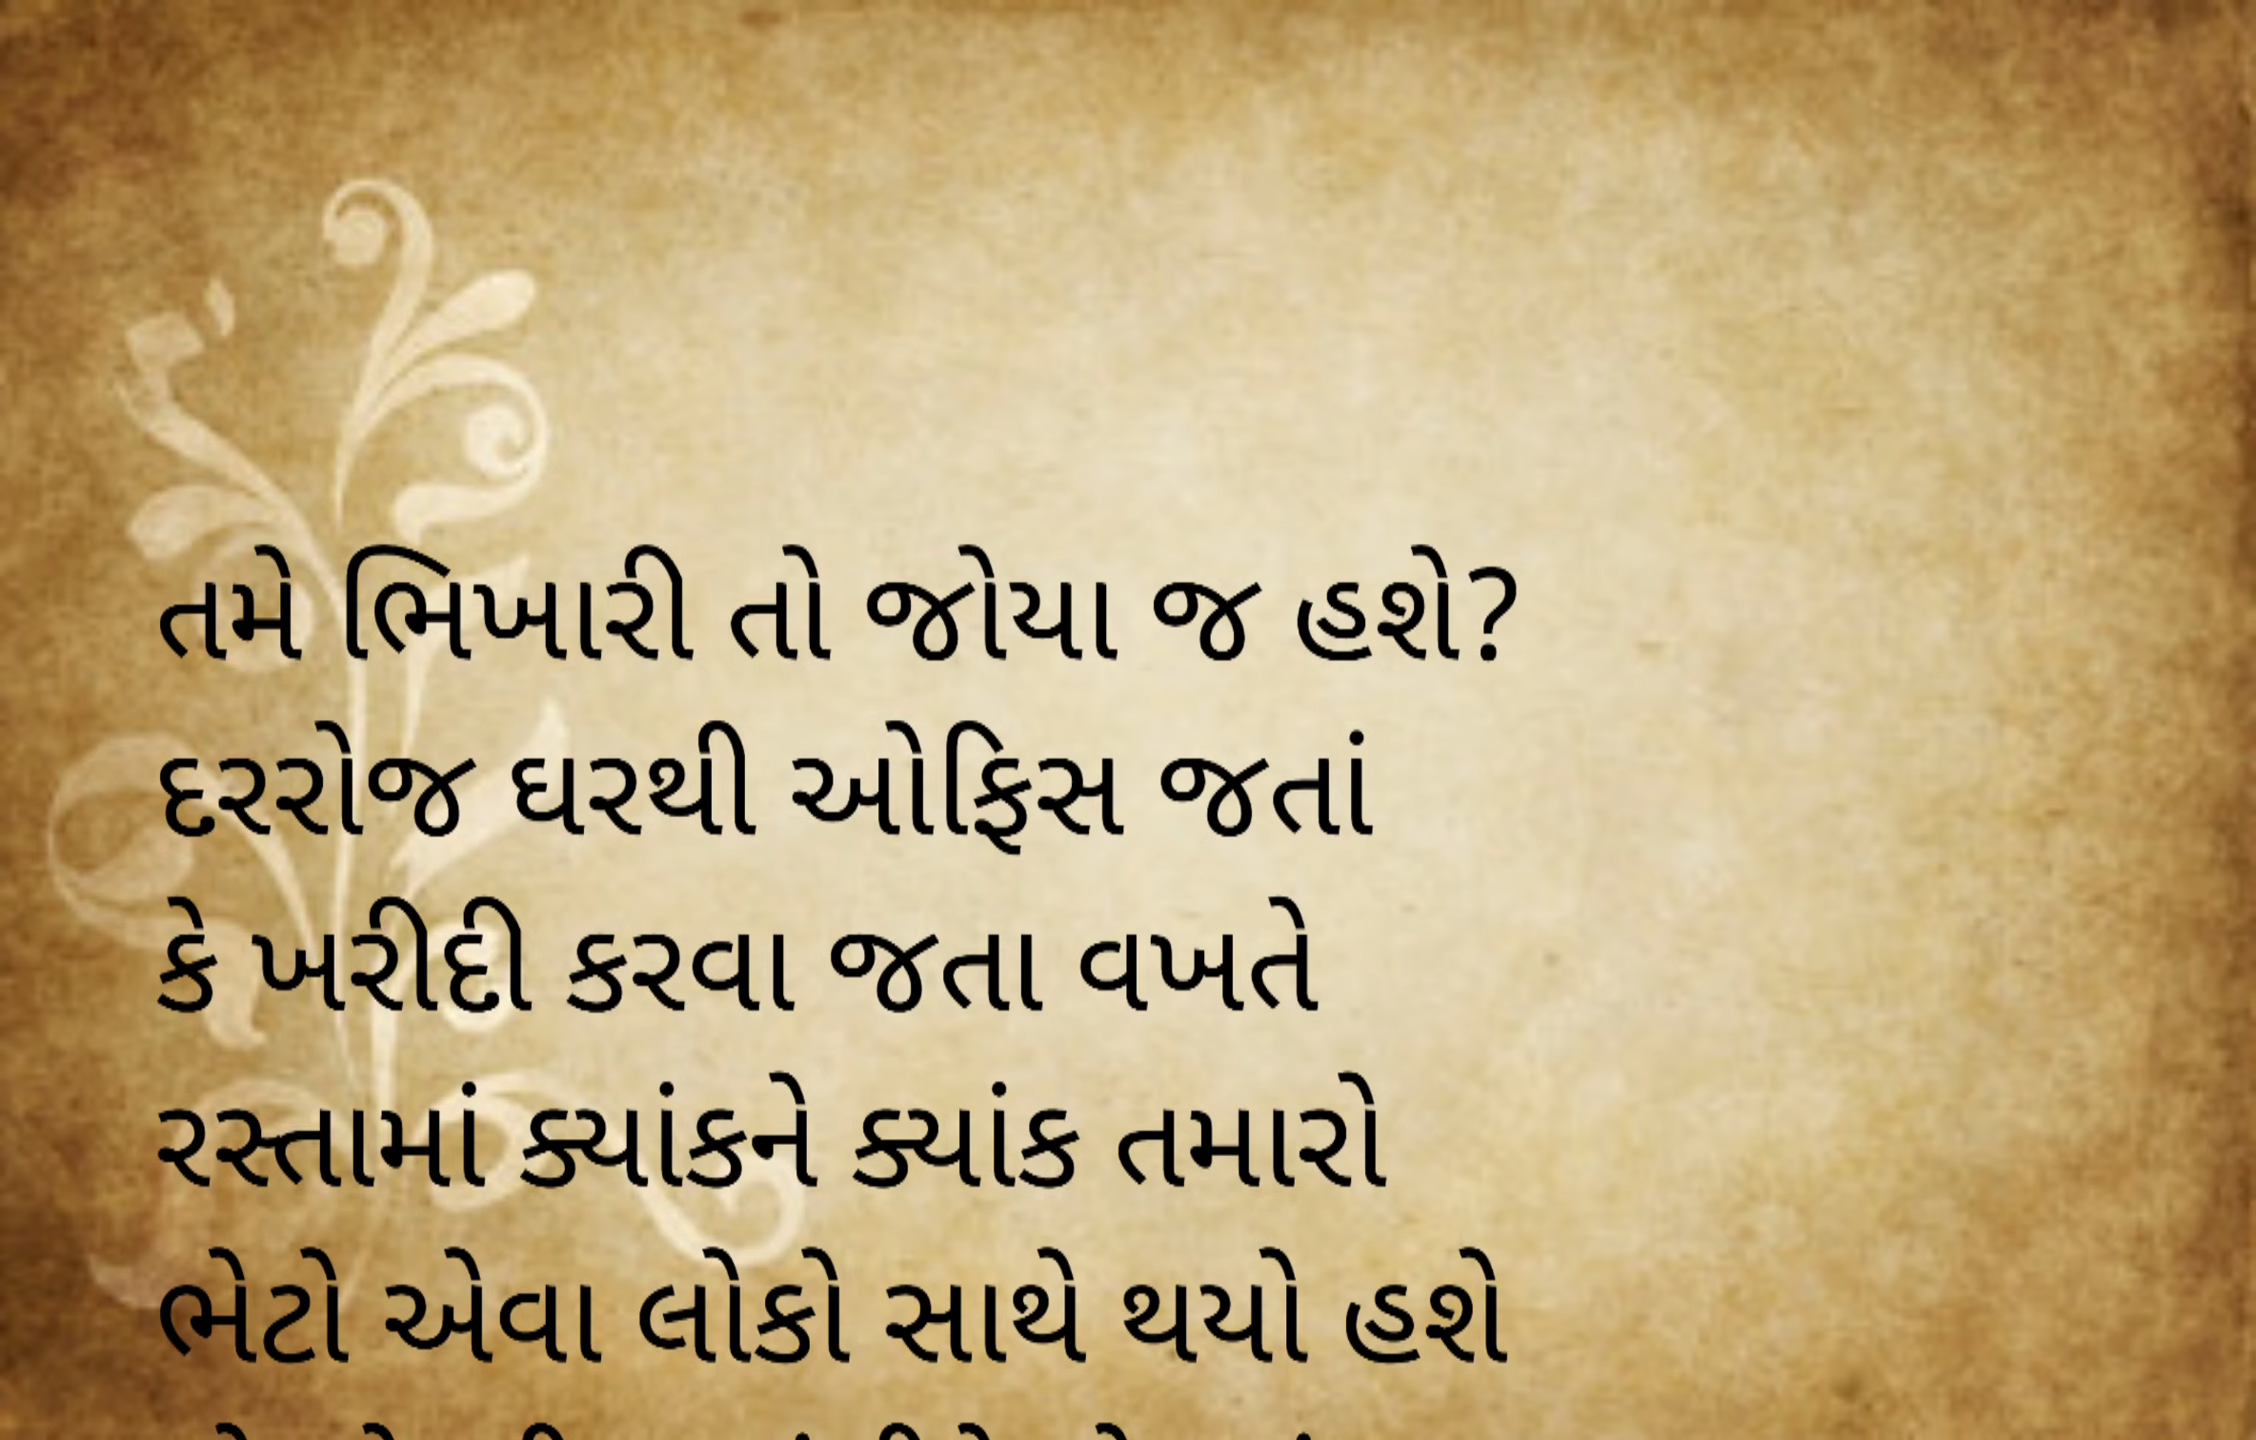 તમે ભિખારી તો જોયા જ હશે?
દરરોજ ઘરથી ઓફિસ જતાં
કે ખરીદી કરવા જતા વખતે
રસ્તામાં ક્યાંકને ક્યાંક તમારો
ભેટો એવા લોકો સાથે થયો હશે